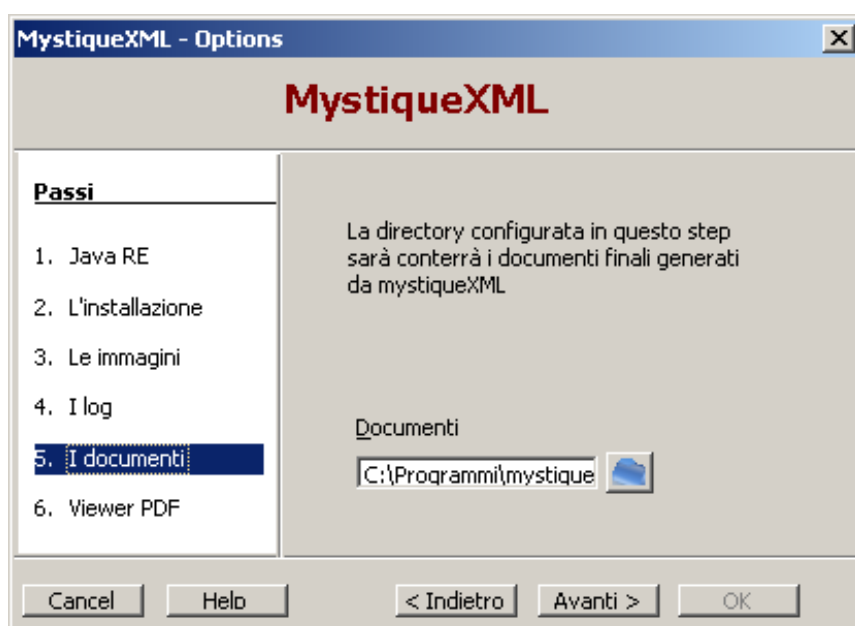 MystiqueXML - Options
MystiqueXML
Passi
1. Java RE
2. L'installazione
3. Le immagini
4. I log
5. I documenti
6. Viewer PDF
La directory configurata in questo step
sarà conterrà i documenti finali generati
da mystiqueXML
Documenti
C:\Programmi\mystique
Cancel
Help
< Indietro
Avanti >
OK